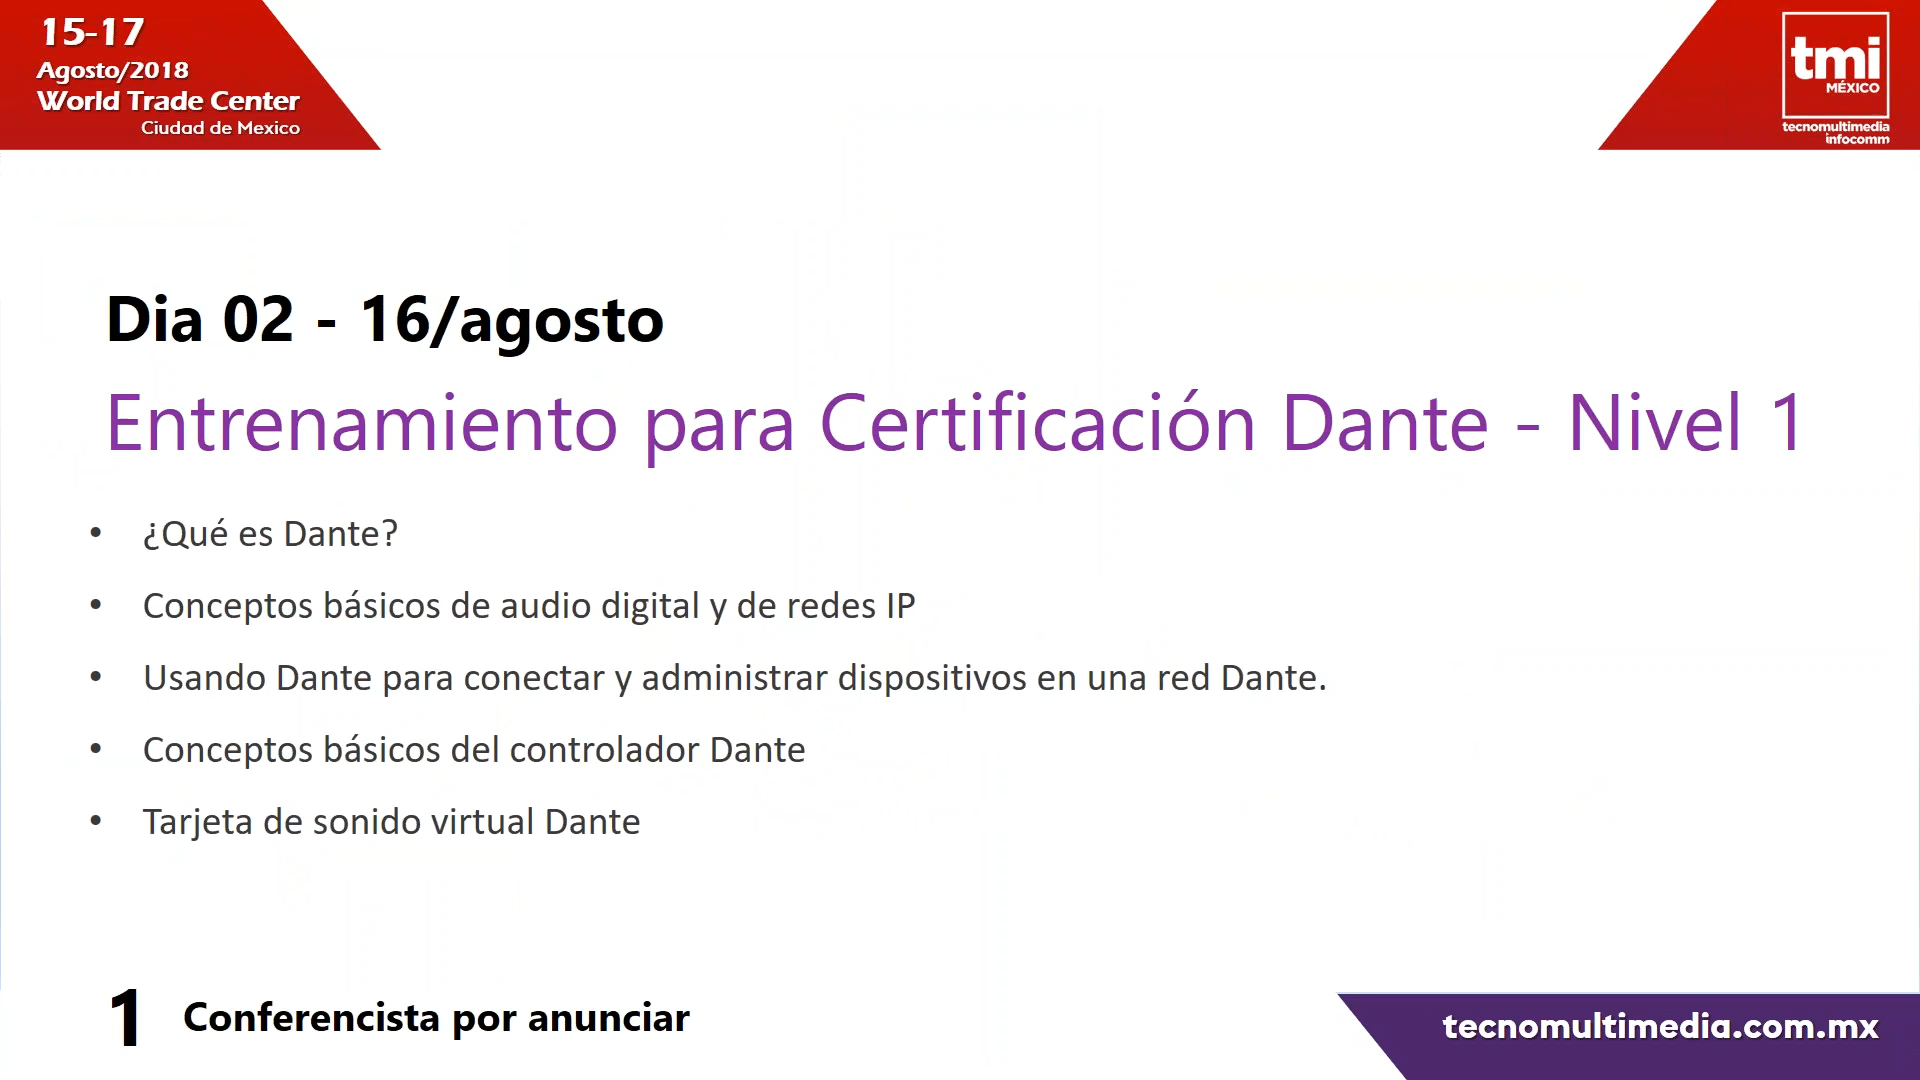 15-17
Agosto/2018
World Trade Center
Ciudad de Mexico
tmi
MÉXICO
tecnomultimedia
infocomm
Dia 02 - 16/agosto
Entrenamiento para Certificación Dante - Nivel 1
• ¿Qué es Dante?
• Conceptos básicos de audio digital y de redes IP
• Usando Dante para conectar y administrar dispositivos en una red Dante.
• Conceptos básicos del controlador Dante
• Tarjeta de sonido virtual Dante
1 Conferencista por anunciar
tecnomultimedia.com.mx